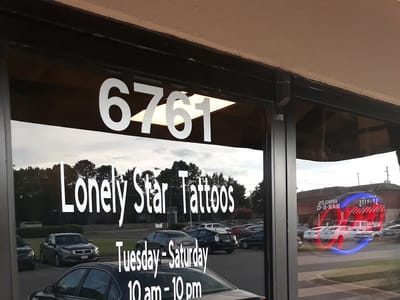 6761
Lonely Star Tattoos
Tuesday - Saturday
10 am - 10 pm